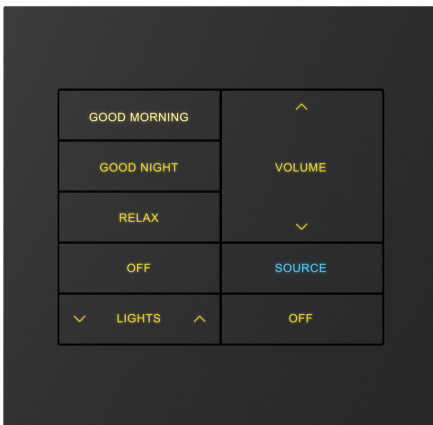 GOOD MORNING
GOOD NIGHT
RELAX
OFF
LIGHTS
VOLUME
SOURCE
OFF